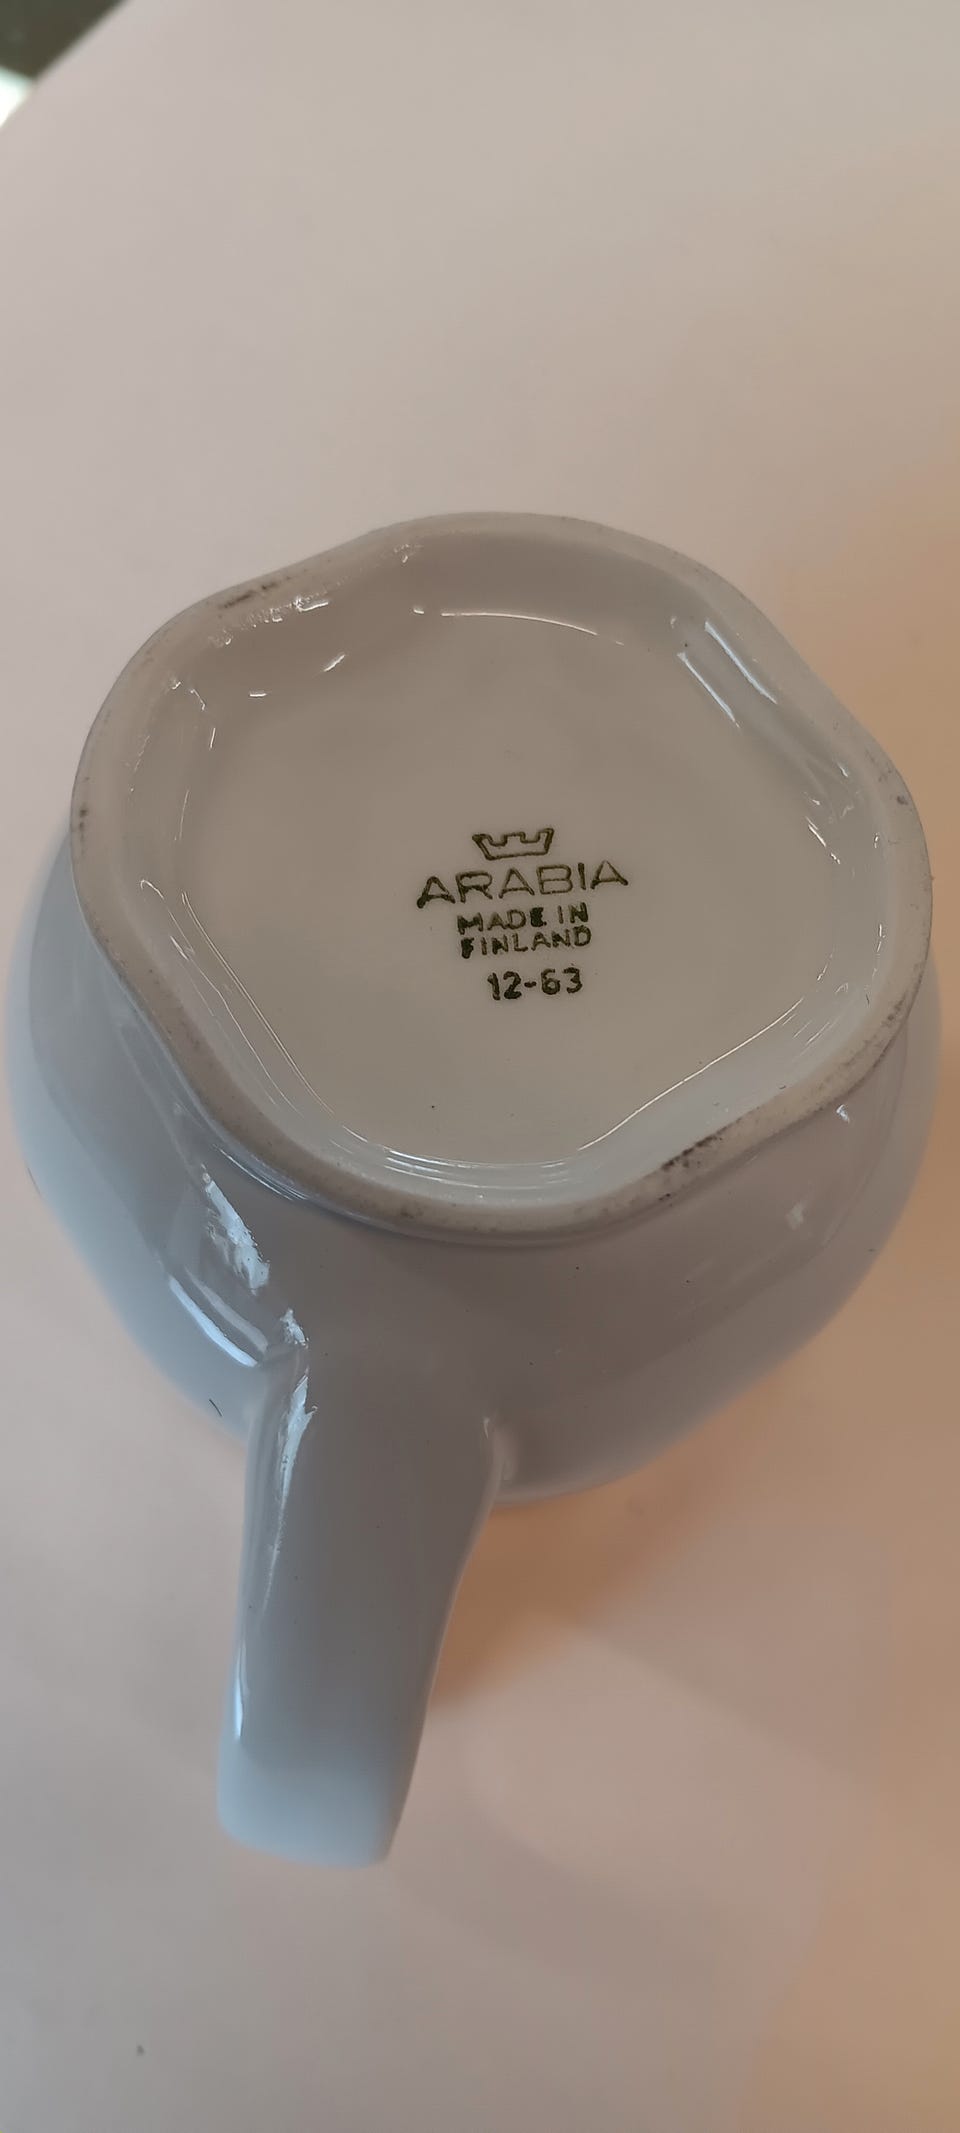 ARABIA
MADE IN
FINLAND
12-63